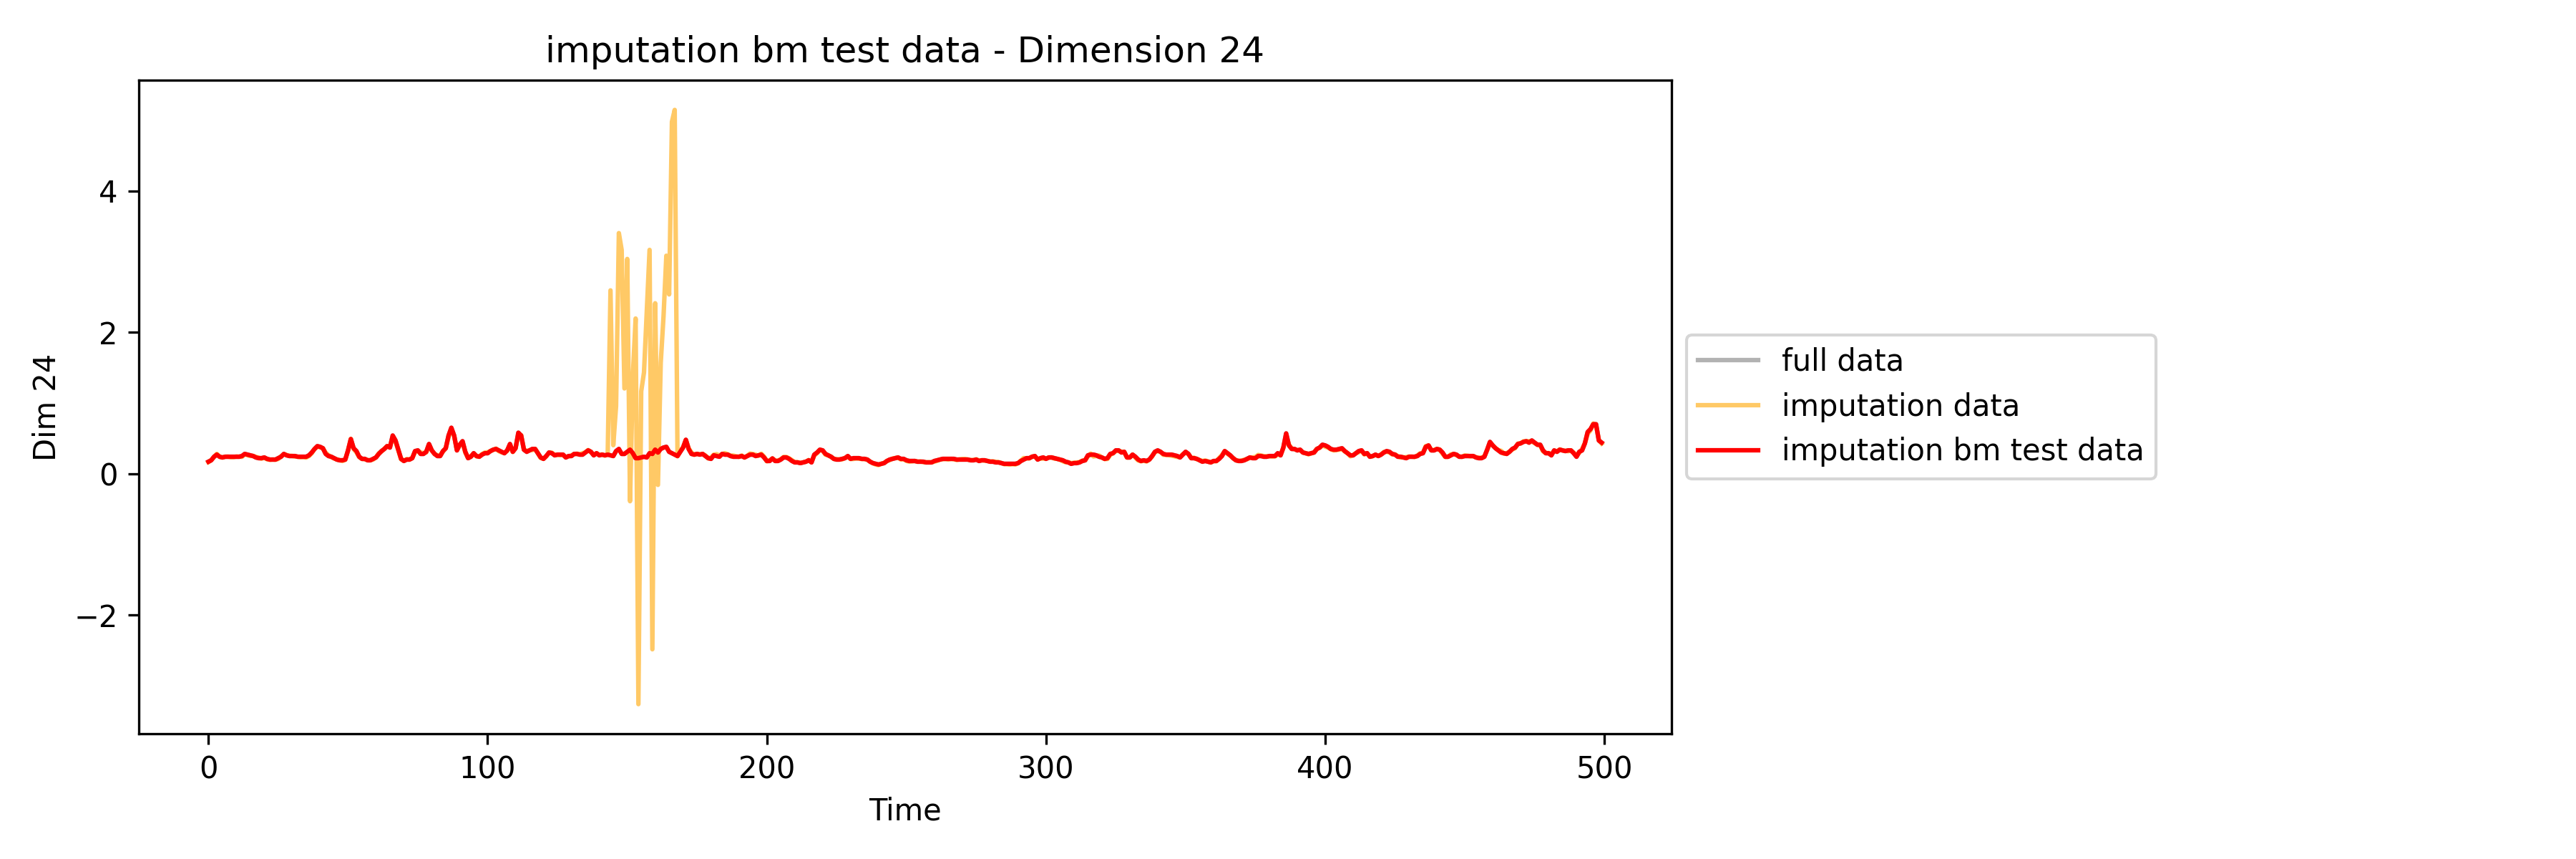 imputation bm test data - Dimension 24
Dim 24
4
2
0
−2
0 100 200 300 400 500
Time
full data
imputation data
imputation bm test data